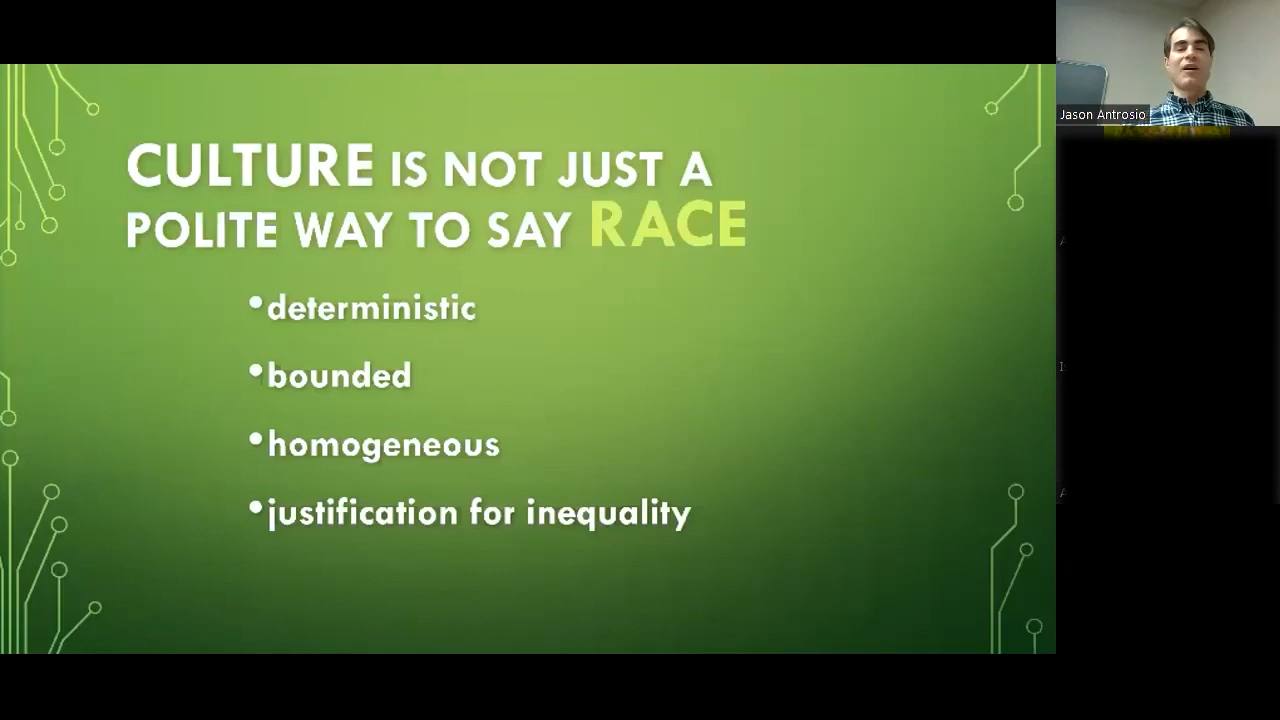 CULTURE IS NOT JUST A
POLITE WAY TO SAY RACE
•deterministic
•bounded
•homogeneous
•justification for inequality
Jason Antrosio